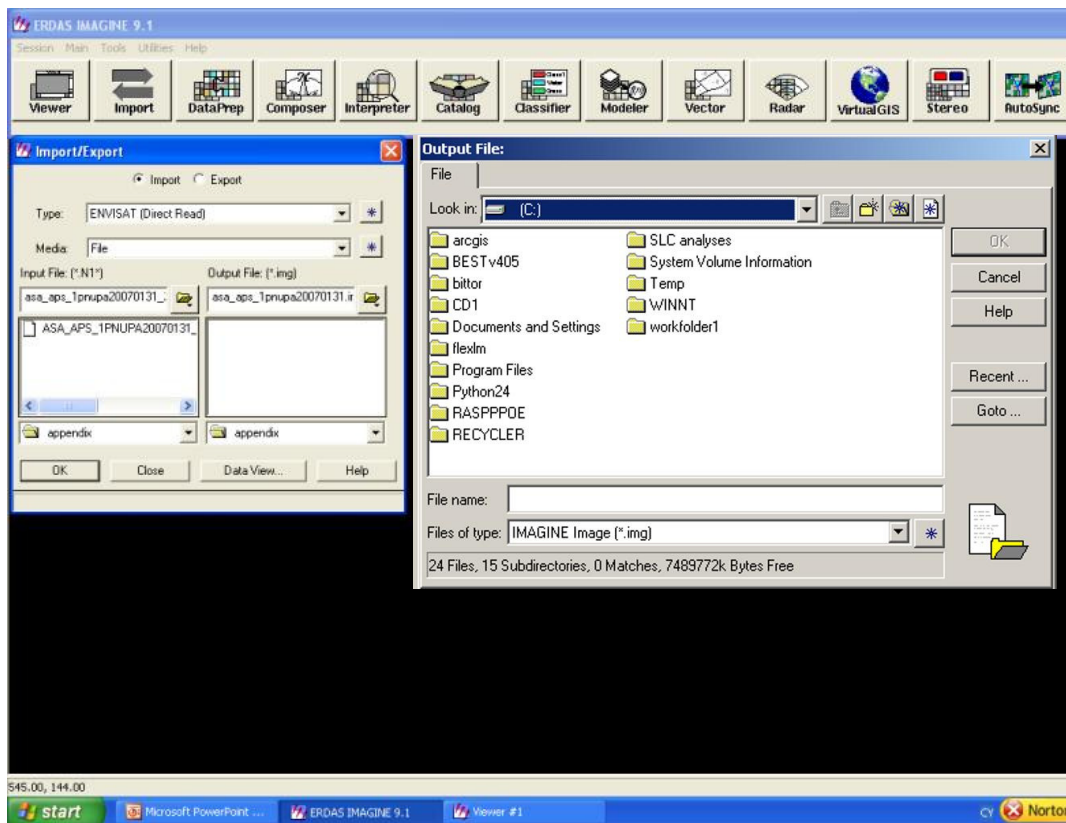 ERDAS IMAGINE 9.1
Session Main Tools Utilities Help
Viewer Import DataPrep Composer Interpreter Catalog Classifier Modeler Vector Radar VirtualGIS Stereo AutoSync
Import/Export
Import Export
Type: ENVISAT (Direct Read)
Media: File
Input File: (*.N1*) Output File: (*.img)
asa_aps_1pnupa20070131_ asa_aps_1pnupa20070131.ir
ASA_APS_1PNUPA20070131_
appendix appendix
OK Close Data View... Help
Output File:
File
Look in: (C:)
arcgis SLC analyses
BESTv405 System Volume Information
bittor Temp
CD1 WINNT
Documents and Settings workfolder1
flexlm
Program Files
Python24
RASPPPOE
RECYCLER
OK
Cancel
Help
Recent ...
Goto ...
File name:
Files of type: IMAGINE Image (*.img)
24 Files, 15 Subdirectories, 0 Matches, 7489772k Bytes Free
545.00, 144.00
start Microsoft PowerPoint ... ERDAS IMAGINE 9.1 Viewer #1 CY Norton